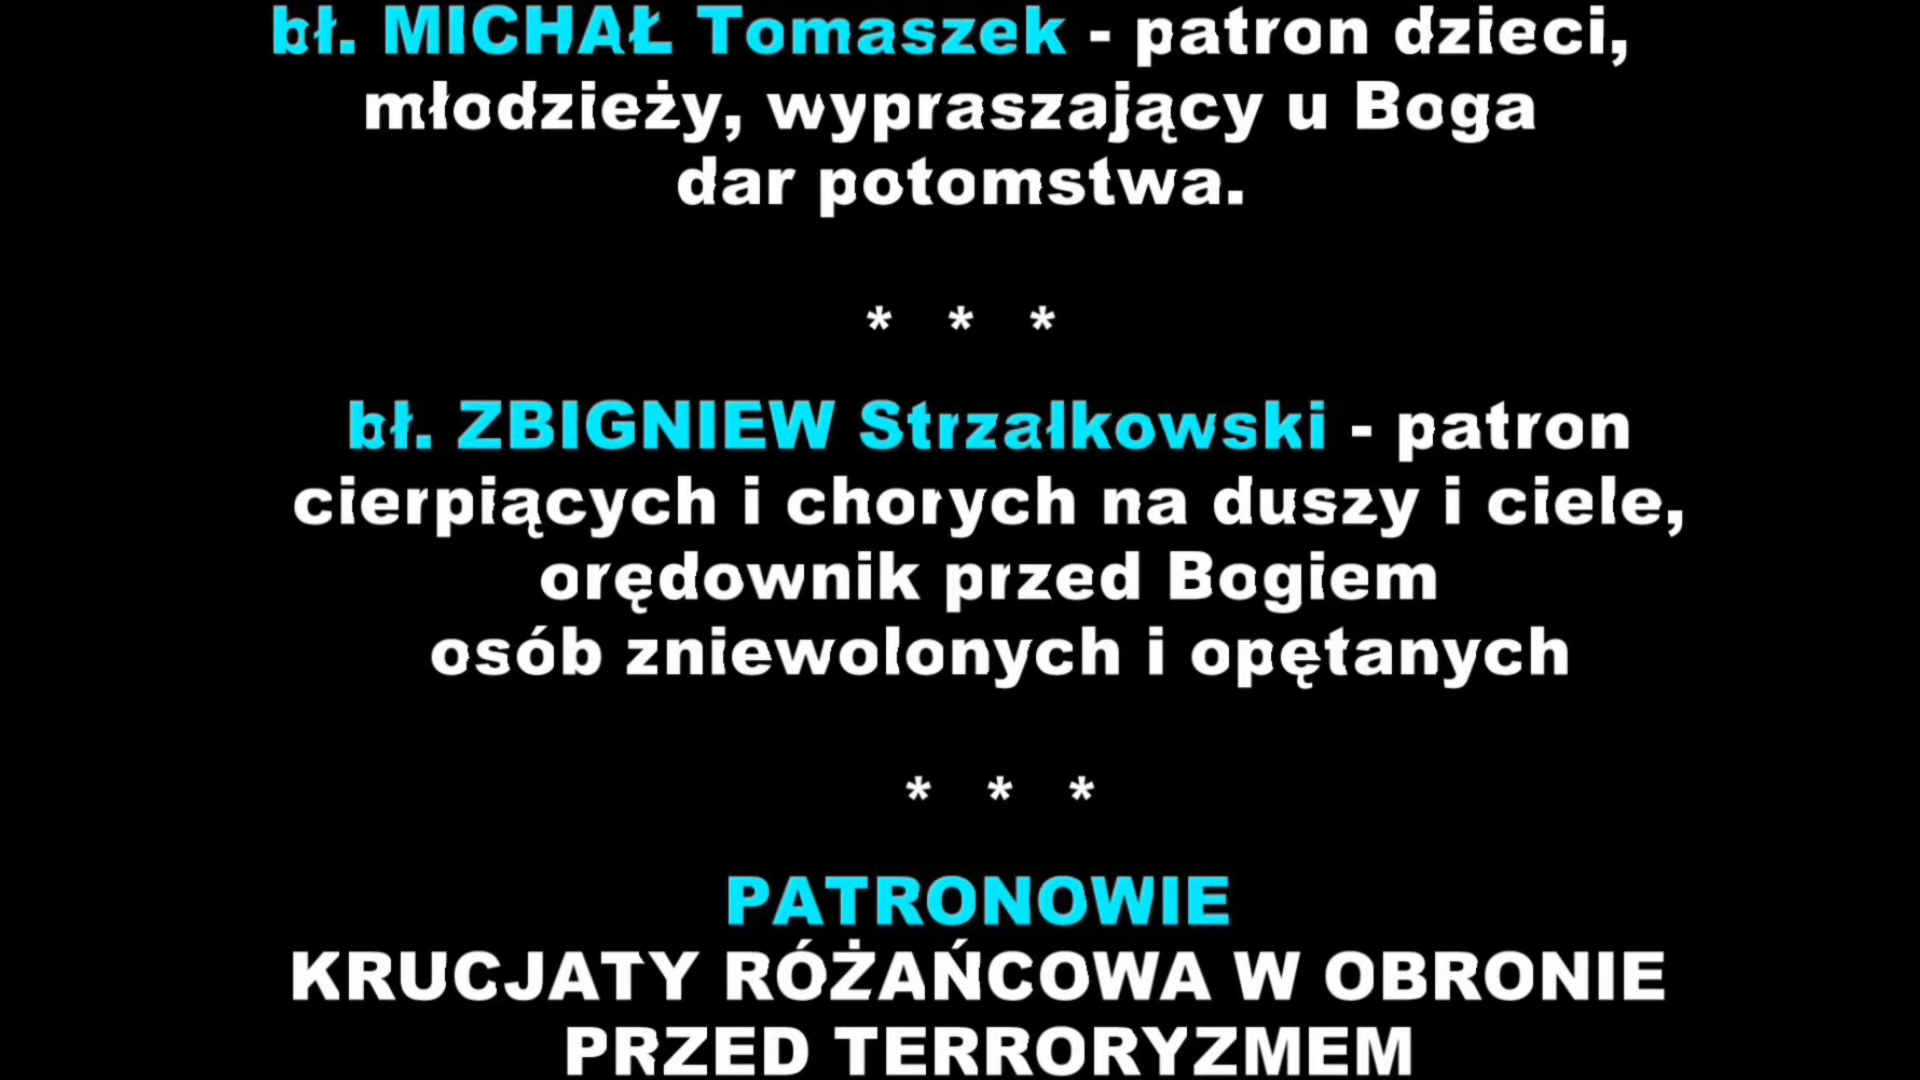 bł. MICHAŁ Tomaszek - patron dzieci,
młodzieży, wypraszający u Boga
dar potomstwa.
* * *
bł. ZBIGNIEW Strzałkowski - patron
cierpiących i chorych na duszy i ciele,
orędownik przed Bogiem
osób zniewolonych i opętanych
* * *
PATRONOWIE
KRUCJATY RÓŻAŃCOWA W OBRONIE
PRZED TERRORYZMEM